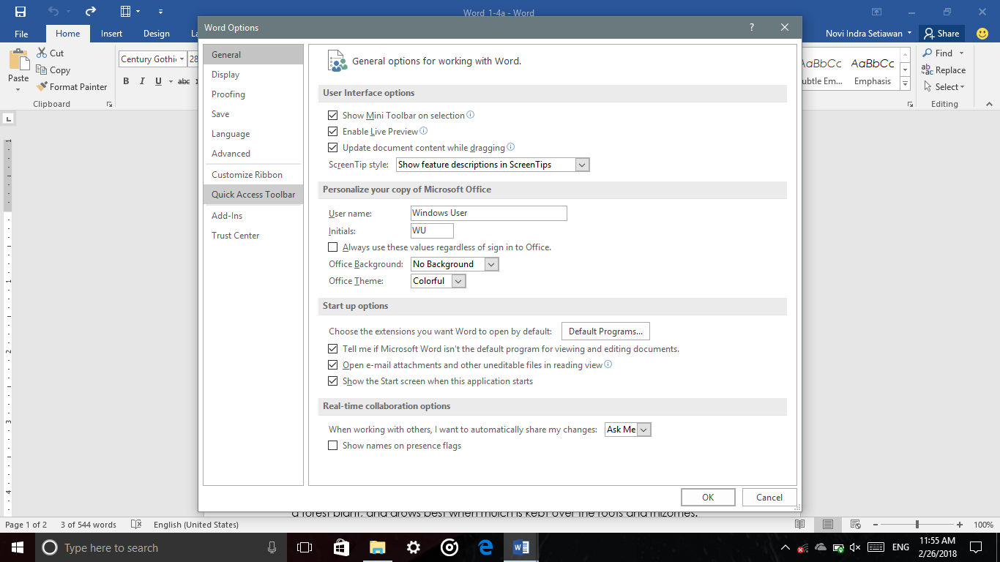 Word 1-4a - Word
File
Home
Insert
Design
Novi Indra Setiawan
Share
Word Options
?
Paste
Cut
Copy
Format Painter
Clipboard
Century Gothi
28
B I U abc
AaBbCc
AaBbCc
Emphasis
Find
Replace
Select
Editing
General
Display
Proofing
Save
Language
Advanced
Customize Ribbon
Quick Access Toolbar
Add-Ins
Trust Center
General options for working with Word.
User Interface options
Show Mini Toolbar on selection
Enable Live Preview
Update document content while dragging
ScreenTip style: Show feature descriptions in ScreenTips
Personalize your copy of Microsoft Office
User name: Windows User
Initials: WU
Always use these values regardless of sign in to Office.
Office Background: No Background
Office Theme: Colorful
Start up options
Choose the extensions you want Word to open by default: Default Programs...
Tell me if Microsoft Word isn't the default program for viewing and editing documents.
Open e-mail attachments and other uneditable files in reading view
Show the Start screen when this application starts
Real-time collaboration options
When working with others, I want to automatically share my changes: Ask Me
Show names on presence flags
OK
Cancel
1
1
2
3
4
a forest plant, and grows best when mulch is kept over the roots and rhizomes.
Page 1 of 2
3 of 544 words
English (United States)
100%
Type here to search
ENG
11:55 AM
2/26/2018